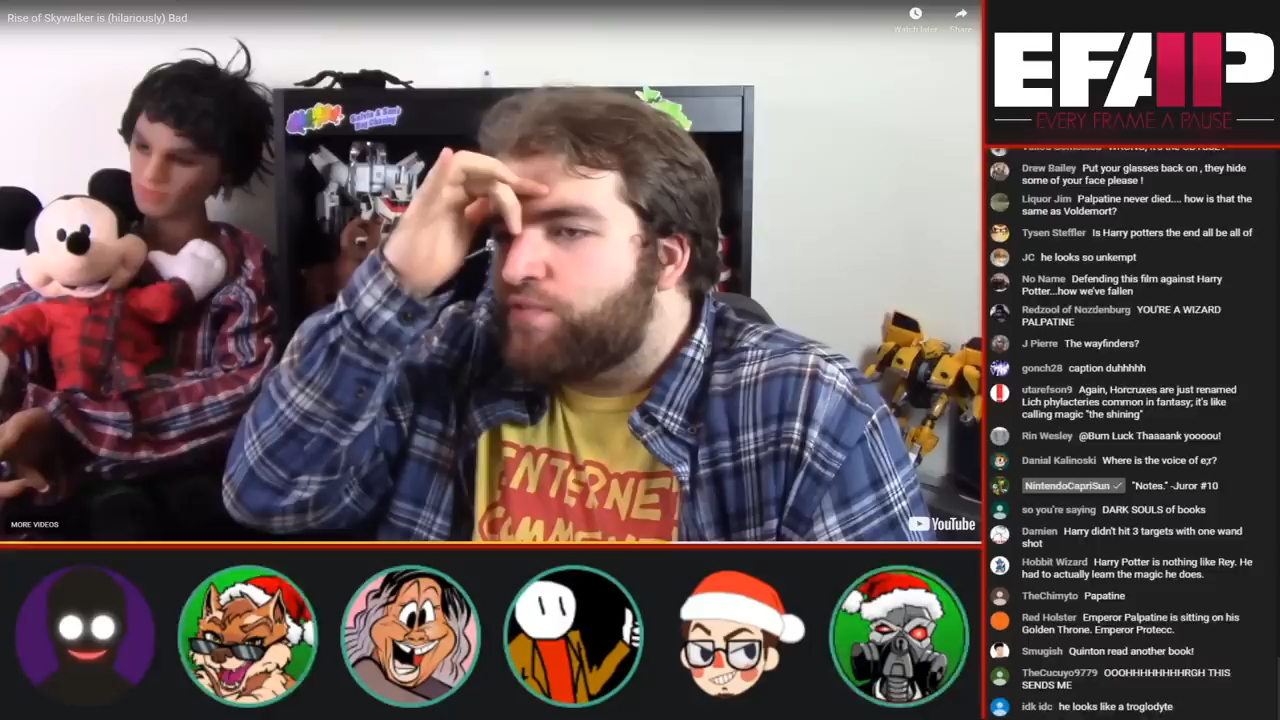 Rise of Skywalker is (hilariously) Bad
Watch later
Share
INTERNET
COMMENT
MORE VIDEOS
YouTube
EFAP
EVERY FRAME A PAUSE
Drew Bailey Put your glasses back on , they hide
some of your face please !
Liquor Jim Palpatine never died.... how is that the
same as Voldemort?
Tysen Steffler Is Harry potters the end all be all of
JC he looks so unkempt
No Name Defending this film against Harry
Potter...how we've fallen
Redzool of Nozdenburg YOU'RE A WIZARD
PALPATINE
J Pierre The wayfinders?
gonch28 caption duhhhhh
utarefson9 Again, Horcruxes are just renamed
Lich phylacteries common in fantasy; it's like
calling magic "the shining"
Rin Wesley @Burn Luck Thaaaank yoooou!
Danial Kalinoski Where is the voice of e;r?
NintendoCapriSun "Notes." -Juror #10
so you're saying DARK SOULS of books
Damien Harry didn't hit 3 targets with one wand
shot
Hobbit Wizard Harry Potter is nothing like Rey. He
had to actually learn the magic he does.
TheChimyto Papatine
Red Holster Emperor Palpatine is sitting on his
Golden Throne. Emperor Protecc.
Smugish Quinton read another book!
TheCucuyo9779 OOOHHHHHHHHRGH THIS
SENDS ME
idk idc he looks like a troglodyte